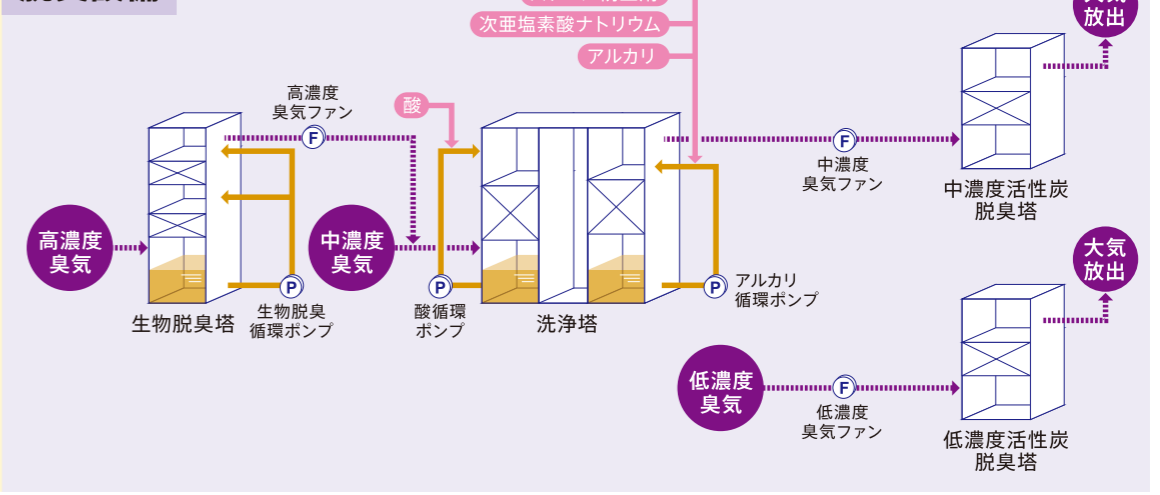 次亜塩素酸ナトリウム
アルカリ
大気
放出
高濃度
臭気ファン
酸
F
F
中濃度
臭気ファン
中濃度活性炭
脱臭塔
高濃度
臭気
中濃度
臭気
大気
放出
P
P
P
アルカリ
循環ポンプ
生物脱臭塔
生物脱臭
循環ポンプ
酸循環
ポンプ
洗浄塔
低濃度
臭気
F
低濃度
臭気ファン
低濃度活性炭
脱臭塔